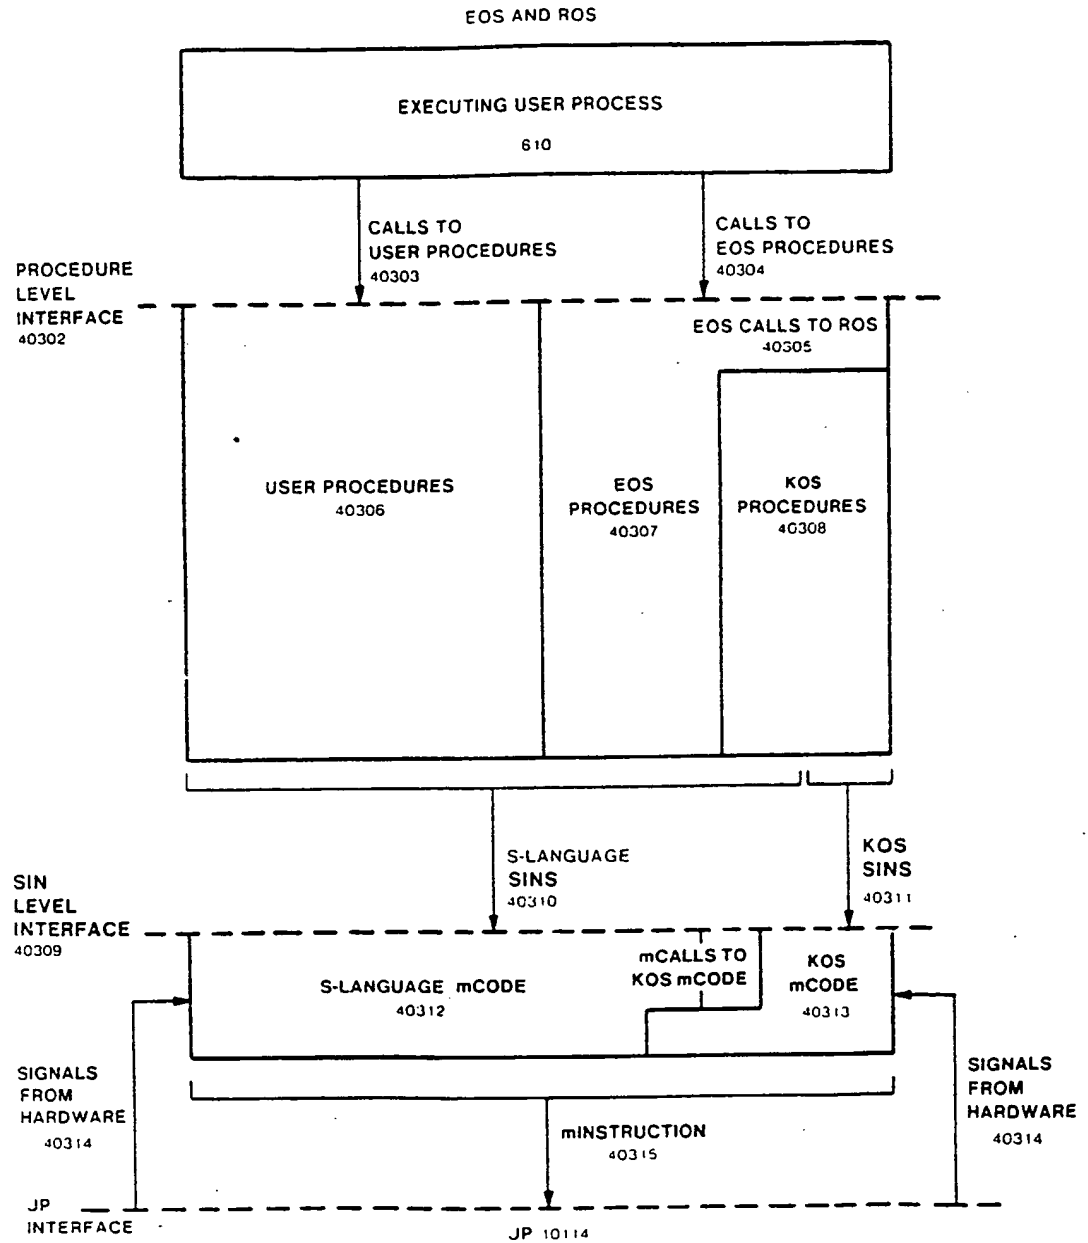 EOS AND ROS
EXECUTING USER PROCESS
610
CALLS TO
USER PROCEDURES
40303
CALLS TO
EOS PROCEDURES
40304
PROCEDURE
LEVEL
INTERFACE
40302
EOS CALLS TO ROS
40305
USER PROCEDURES
40306
EOS
PROCEDURES
40307
KOS
PROCEDURES
40308
S-LANGUAGE
SINS
40310
KOS
SINS
40311
SIN
LEVEL
INTERFACE
40309
S-LANGUAGE mCODE
40312
mCALLS TO
KOS mCODE
KOS
mCODE
40313
SIGNALS
FROM
HARDWARE
40314
mINSTRUCTION
40315
SIGNALS
FROM
HARDWARE
40314
JP
INTERFACE
JP 10114